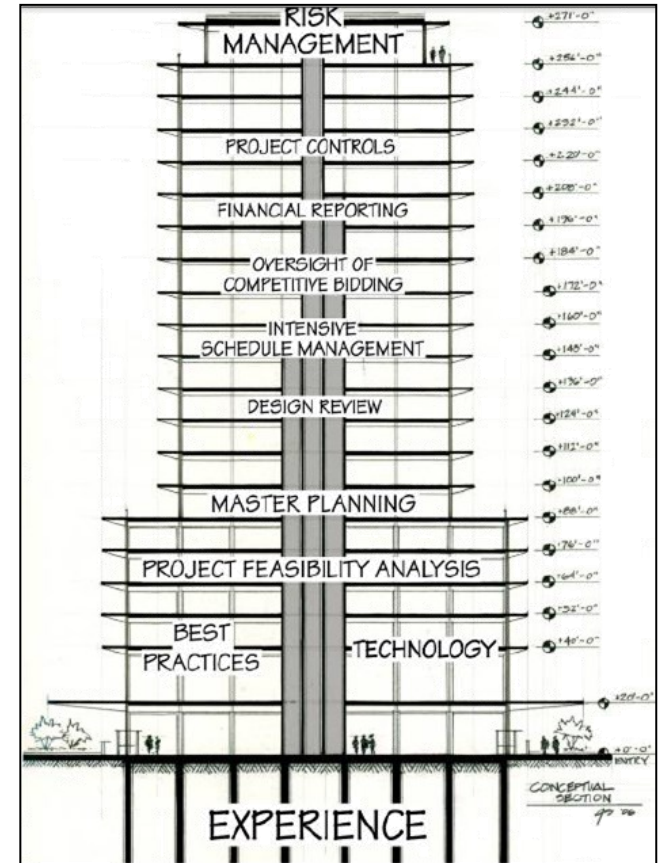 RISK
MANAGEMENT
+271'-0"
+256'-0"
+244'-0"
+232'-0"
PROJECT CONTROLS
+220'-0"
+208'-0"
FINANCIAL REPORTING
+196'-0"
+184'-0"
OVERSIGHT OF
COMPETITIVE BIDDING
+172'-0"
+160'-0"
INTENSIVE
SCHEDULE MANAGEMENT
+148'-0"
+136'-0"
DESIGN REVIEW
+124'-0"
+112'-0"
+100'-0"
MASTER PLANNING
+88'-0"
+76'-0"
PROJECT FEASIBILITY ANALYSIS
+64'-0"
+52'-0"
BEST
PRACTICES
TECHNOLOGY
+40'-0"
+20'-0"
+0'-0"
ENTRY
CONCEPTUAL
SECTION
EXPERIENCE